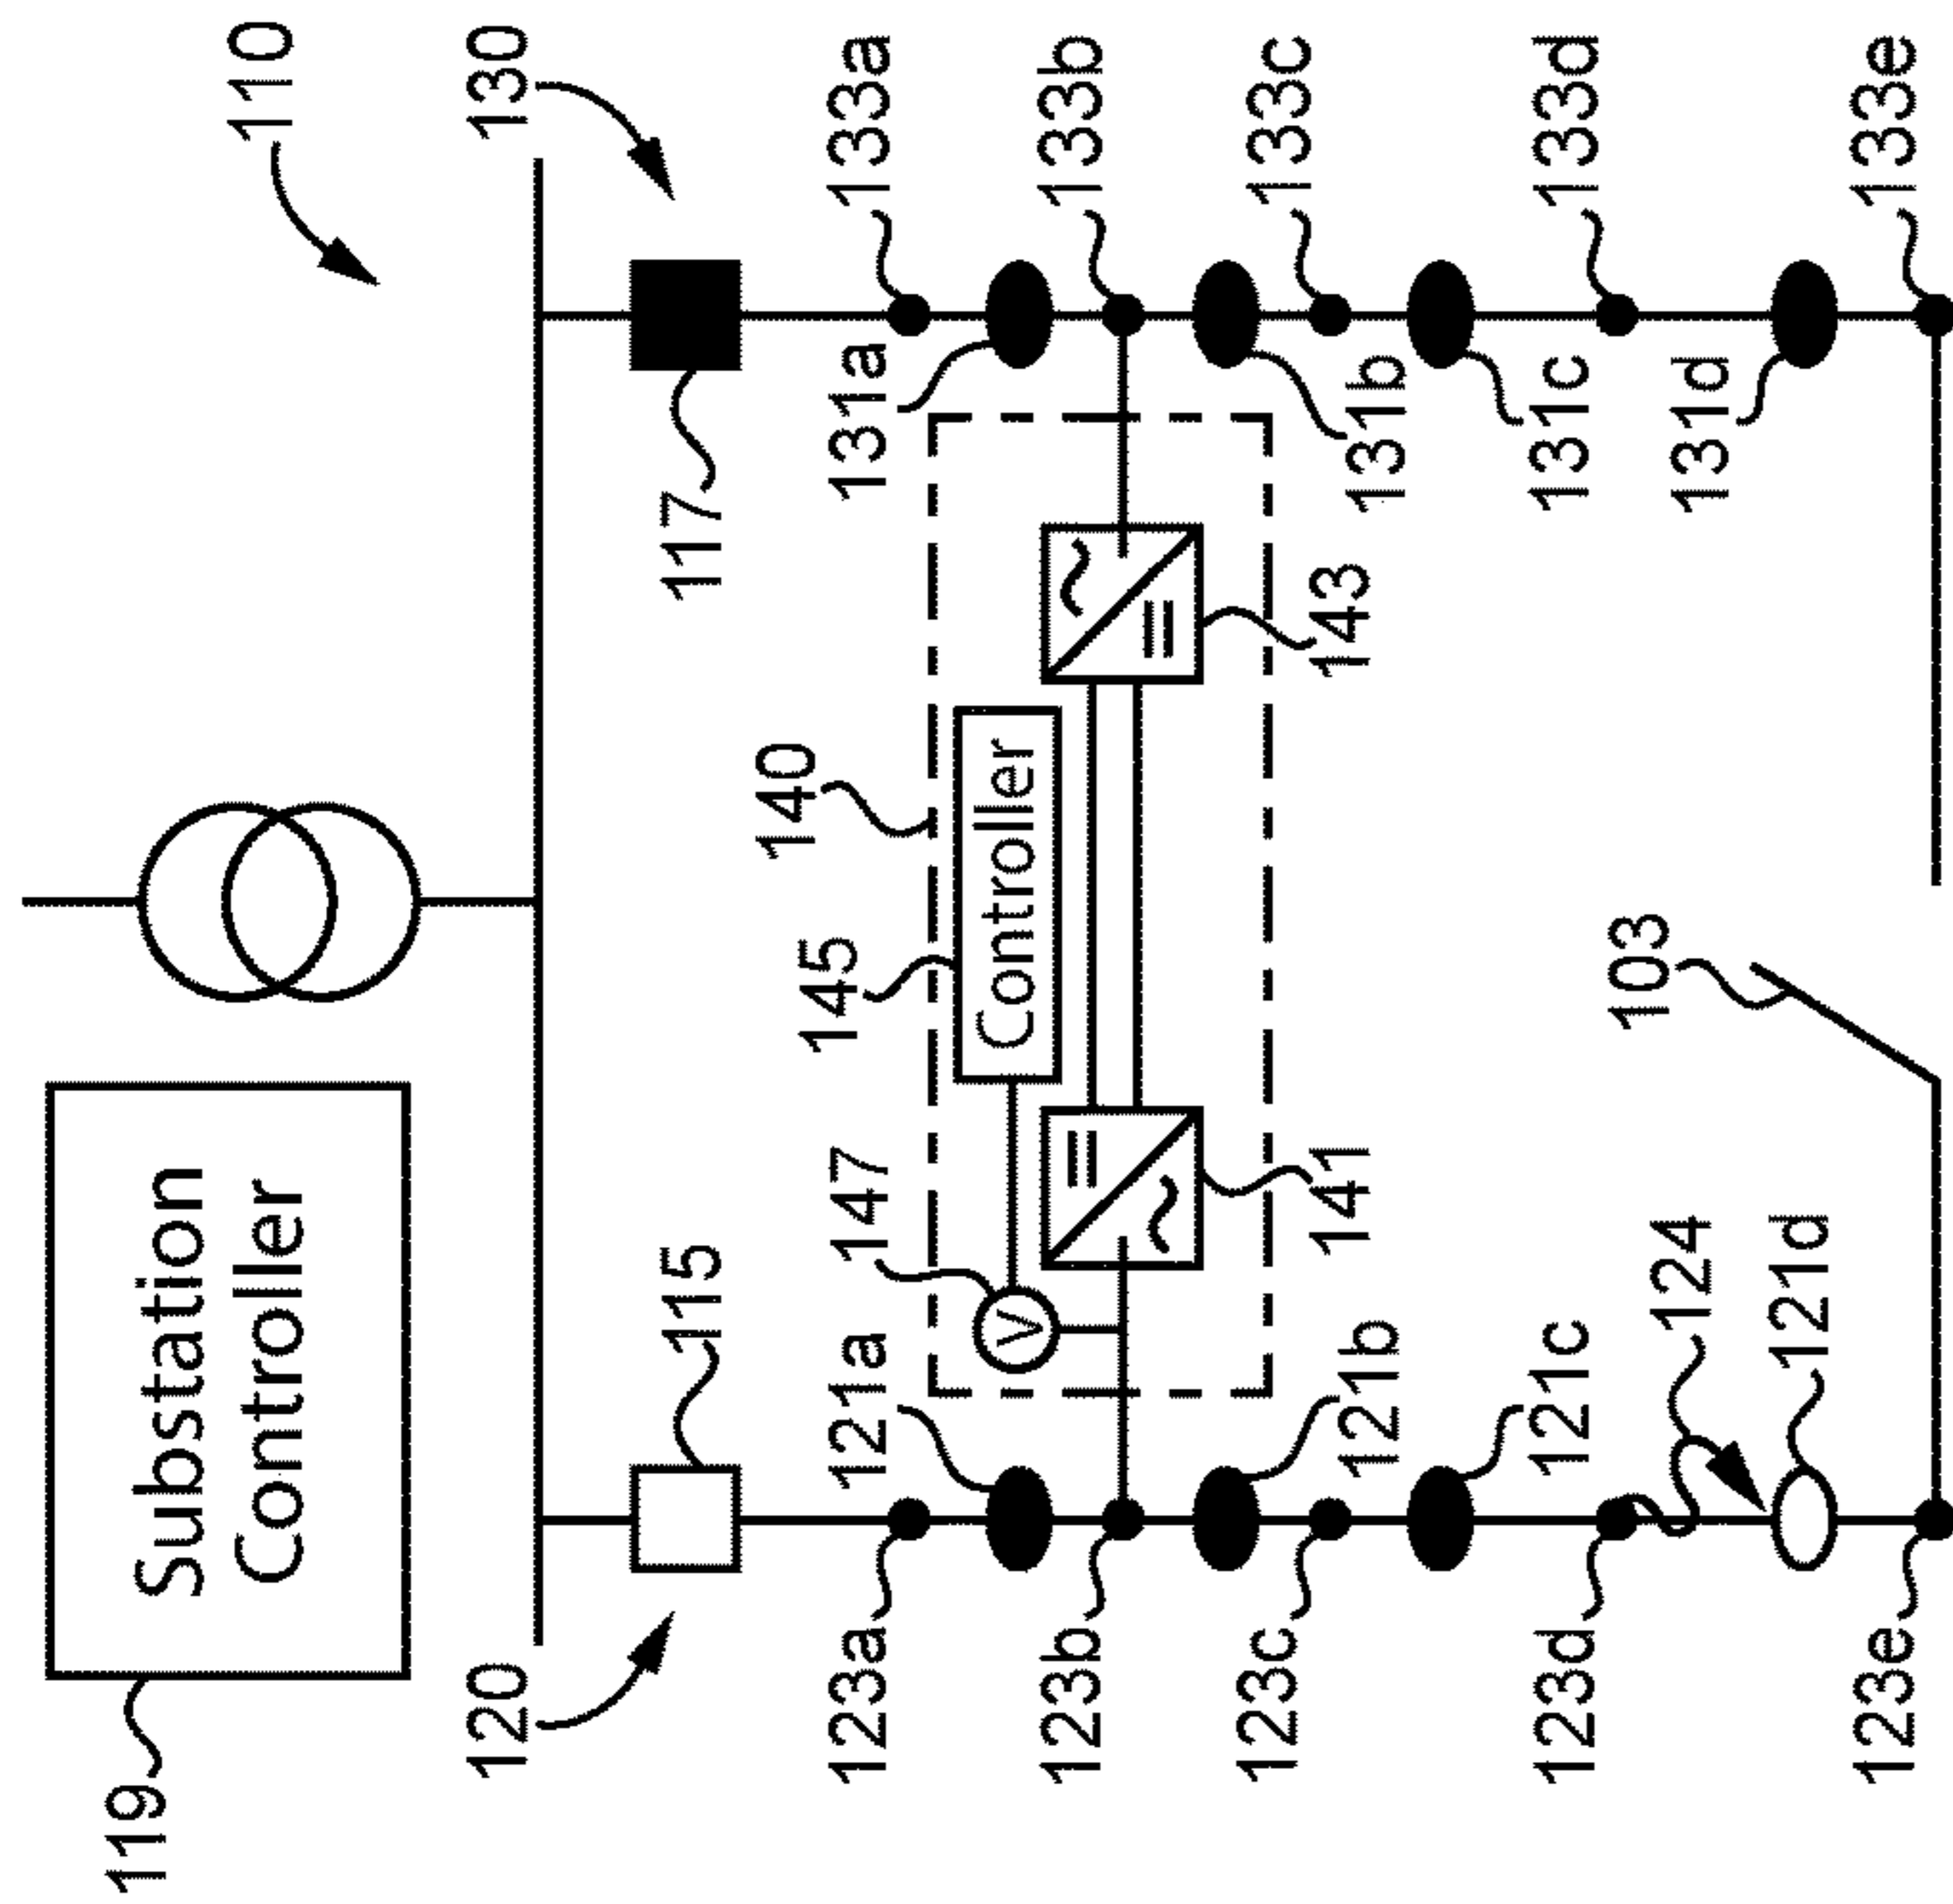 119
Substation
Controller
110
120
130
115
117
123a
121a
147
145
140
131a
133a
Controller
V
123b
133b
123c
121b
141
143
131b
133c
123d
121c
124
103
131c
133d
121d
131d
123e
133e